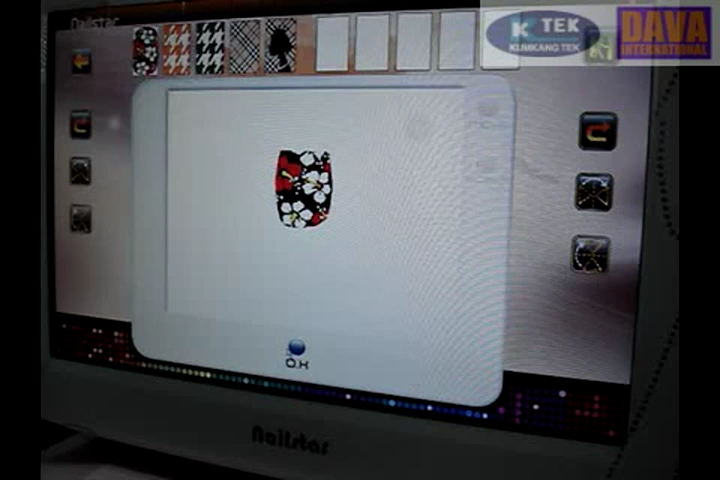 Nailstar
K TEK
KUMKANG TEK
DAVA
INTERNATIONAL
O.K
Nailstar